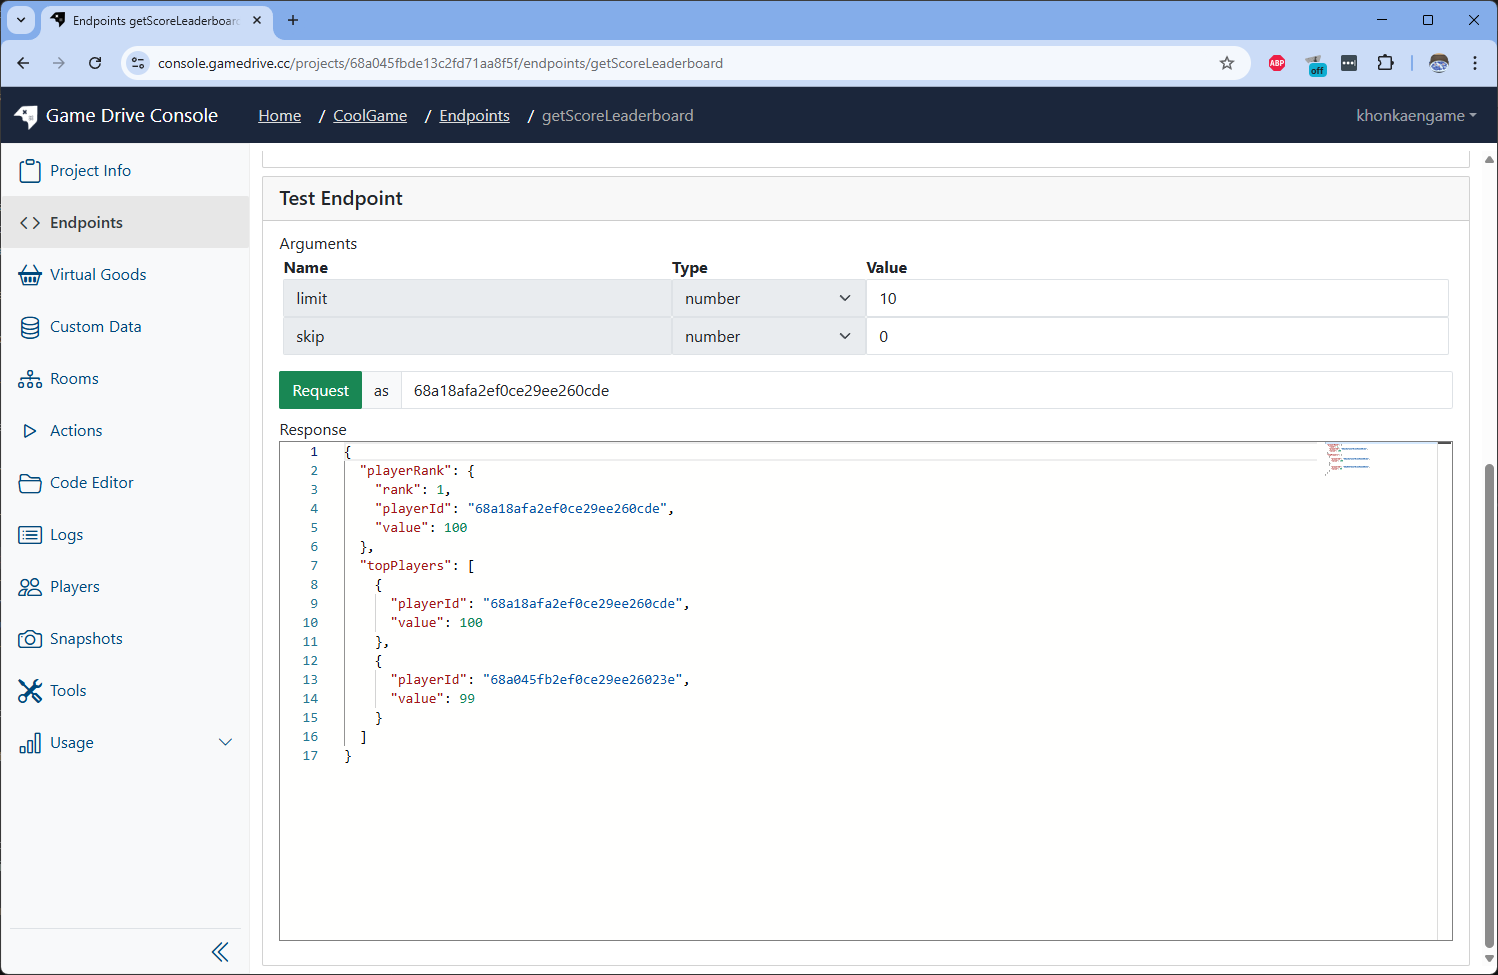 Endpoints getScoreLeaderboard
console.gamedrive.cc/projects/68a045fbde13c2fd71aa8f5f/endpoints/getScoreLeaderboard
ABP
off
Game Drive Console
Home / CoolGame / Endpoints / getScoreLeaderboard
khonkaengame
Project Info
Endpoints
Virtual Goods
Custom Data
Rooms
Actions
Code Editor
Logs
Players
Snapshots
Tools
Usage
Test Endpoint
Arguments
Name Type Value
limit number 10
skip number 0
Request as 68a18afa2ef0ce29ee260cde
Response
1 {
2 "playerRank": {
3 "rank": 1,
4 "playerId": "68a18afa2ef0ce29ee260cde",
5 "value": 100
6 },
7 "topPlayers": [
8 {
9 "playerId": "68a18afa2ef0ce29ee260cde",
10 "value": 100
11 },
12 {
13 "playerId": "68a045fb2ef0ce29ee26023e",
14 "value": 99
15 }
16 ]
17 }